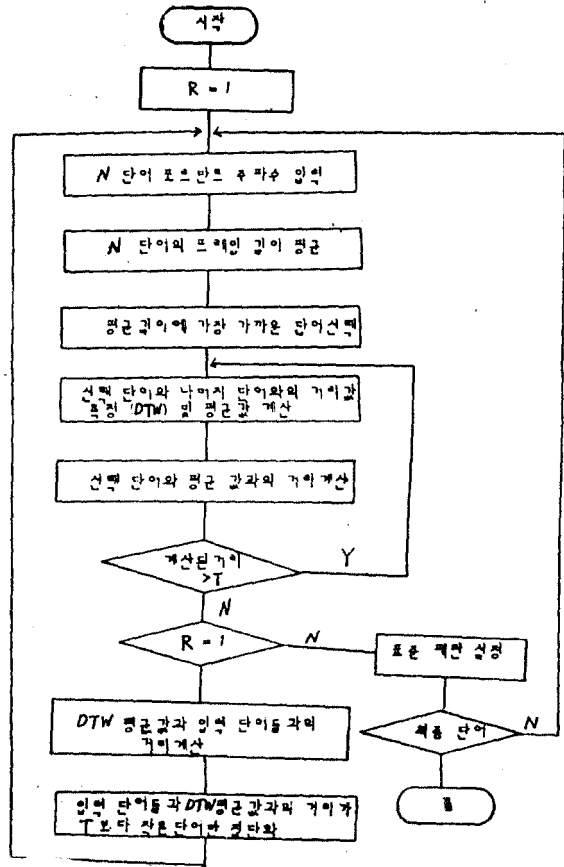 시작
R = 1
N 단어 포르만트 주파수 입력
N 단어의 프레임 길이 평균
평균길이에 가장 가까운 단어선택
선택 단어와 나머지 단어와의 거리값
측정 (DTW) 및 평균값 계산
선택 단어와 평균 값과의 거리계산
계산된거리
>T
Y
N
R = 1
N
표준 패턴 설정
DTW 평균값과 입력 단어들과의
거리계산
단어
N
끝
입력 단어들과 DTW평균값과의 거리가
T보다 작은단어만 집단화